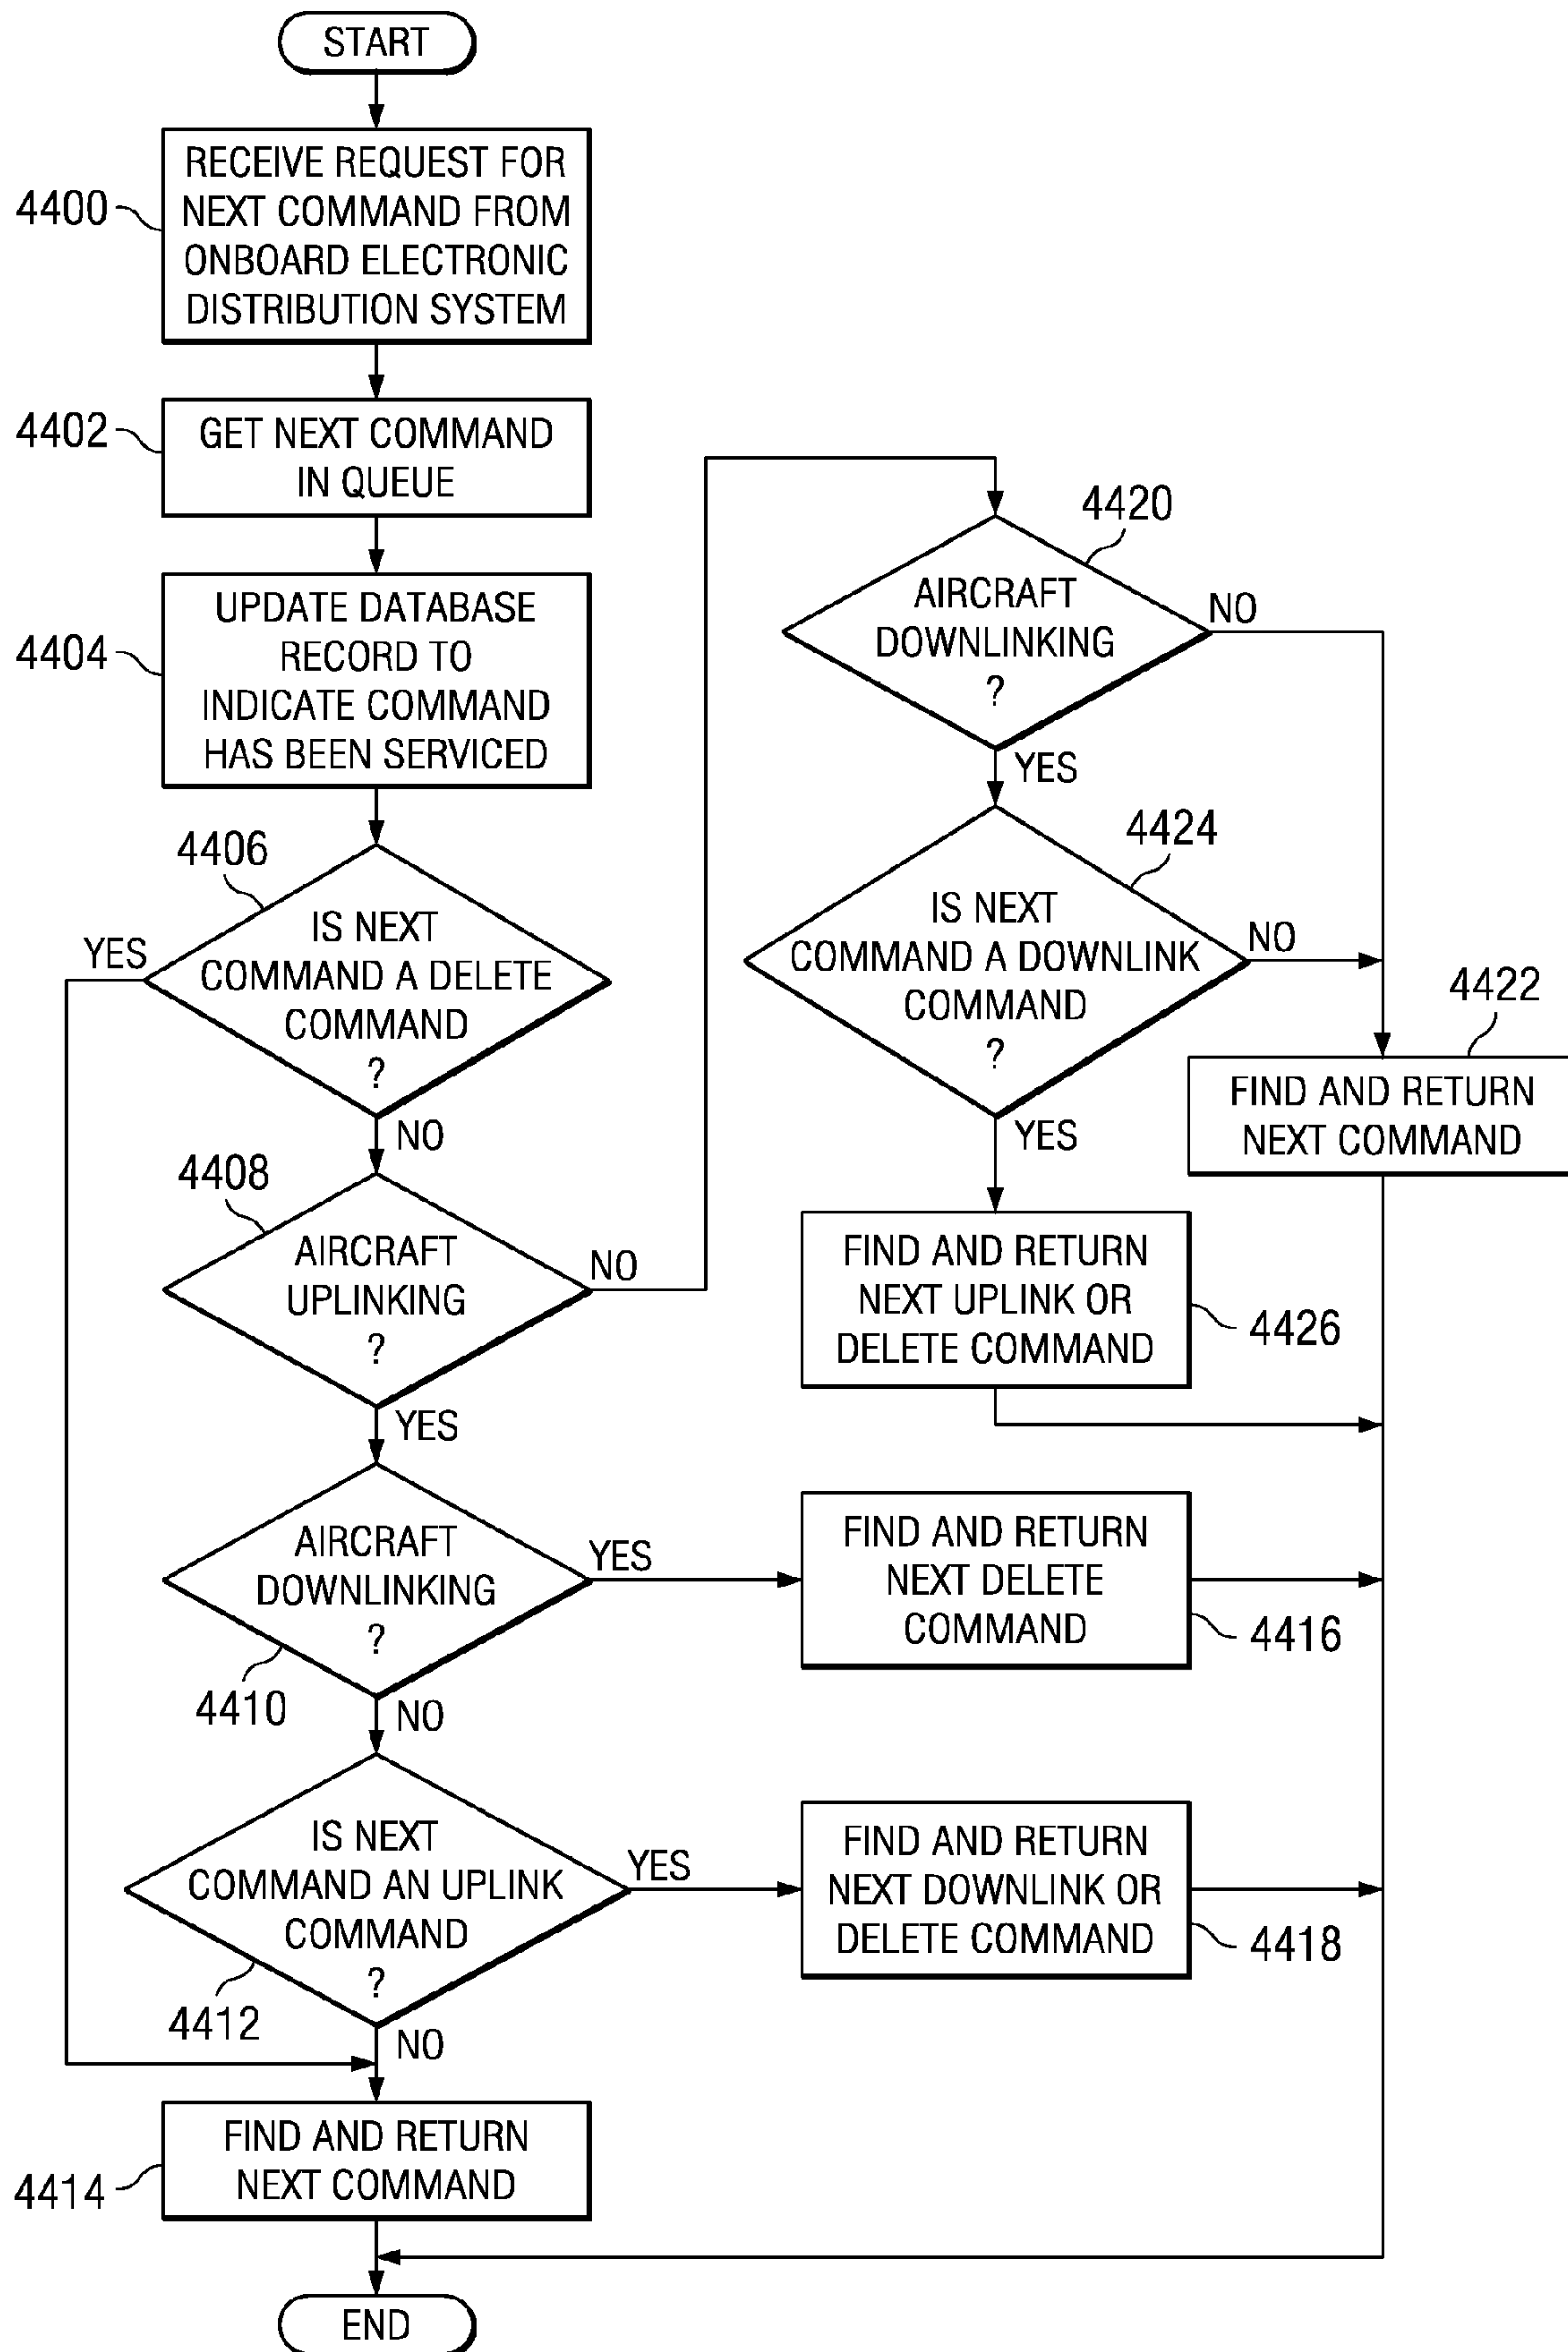 START
4400
RECEIVE REQUEST FOR
NEXT COMMAND FROM
ONBOARD ELECTRONIC
DISTRIBUTION SYSTEM
4402
GET NEXT COMMAND
IN QUEUE
4404
UPDATE DATABASE
RECORD TO
INDICATE COMMAND
HAS BEEN SERVICED
4406
IS NEXT
COMMAND A DELETE
COMMAND
?
YES
NO
4408
AIRCRAFT
UPLINKING
?
NO
YES
AIRCRAFT
DOWNLINKING
?
4410
YES
NO
IS NEXT
COMMAND AN UPLINK
COMMAND
?
4412
YES
NO
FIND AND RETURN
NEXT COMMAND
4414
END
4420
AIRCRAFT
DOWNLINKING
?
NO
YES
4424
IS NEXT
COMMAND A DOWNLINK
COMMAND
?
NO
YES
4422
FIND AND RETURN
NEXT COMMAND
FIND AND RETURN
NEXT UPLINK OR
DELETE COMMAND
4426
FIND AND RETURN
NEXT DELETE
COMMAND
4416
FIND AND RETURN
NEXT DOWNLINK OR
DELETE COMMAND
4418